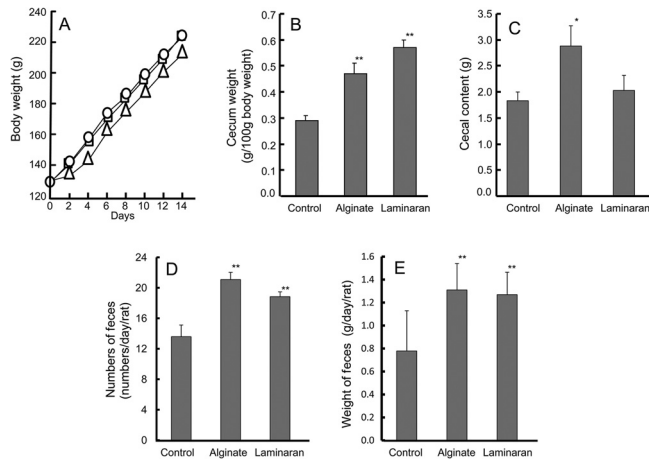 A
240
220
200
180
160
140
120
0 2 4 6 8 10 12 14
Days
Body weight (g)
B
0.7
0.6
0.5
0.4
0.3
0.2
0.1
0.0
**
**
Control Alginate Laminaran
Cecum weight
(g/100g body weight)
C
3.5
3.0
2.5
2.0
1.5
1.0
0.5
0.0
*
Control Alginate Laminaran
Cecal content (g)
D
24
20
16
12
8
4
0
**
**
Control Alginate Laminaran
Numbers of feces
(numbers/day/rat)
E
1.6
1.4
1.2
1.0
0.8
0.6
0.4
0.2
0.0
**
**
Control Alginate Laminaran
Weight of feces (g/day/rat)